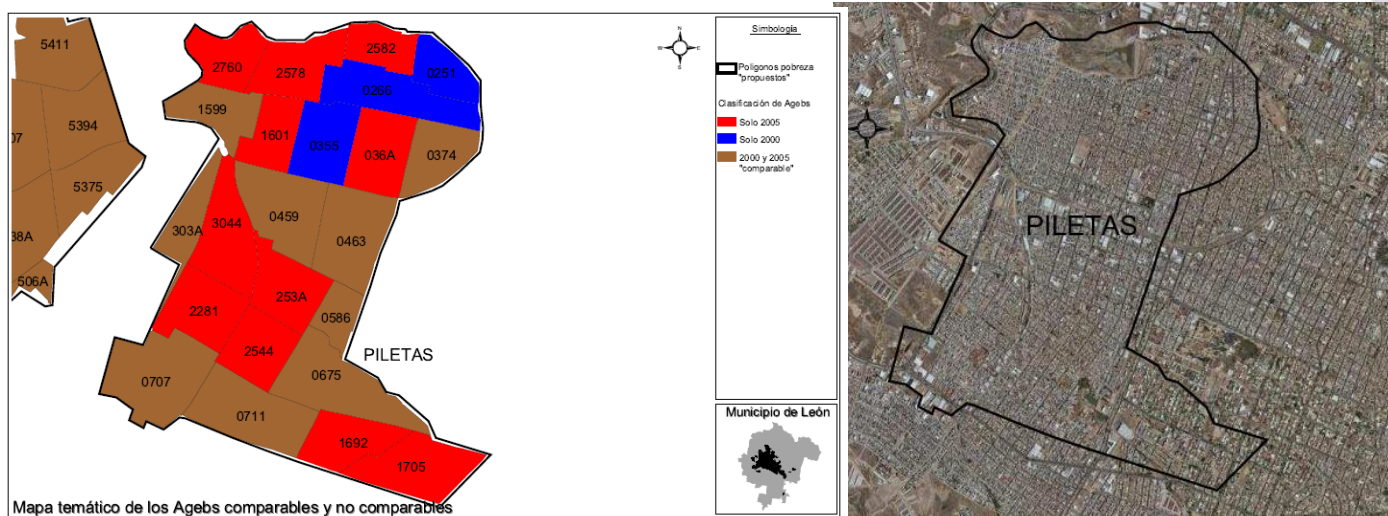 5411
5394
07
5375
38A
506A
2760
2578
2582
0251
0266
1599
1601
0355
036A
0374
0459
303A
3044
0463
253A
2281
0586
2544
0675
PILETAS
0707
0711
1692
1705
Mapa temático de los Agebs comparables y no comparables
N
W
E
S
Simbología
Poligonos pobreza
"propuestos"
Clasificación de Agebs
Solo 2005
Solo 2000
2000 y 2005
"comparable"
Municipio de León
PILETAS